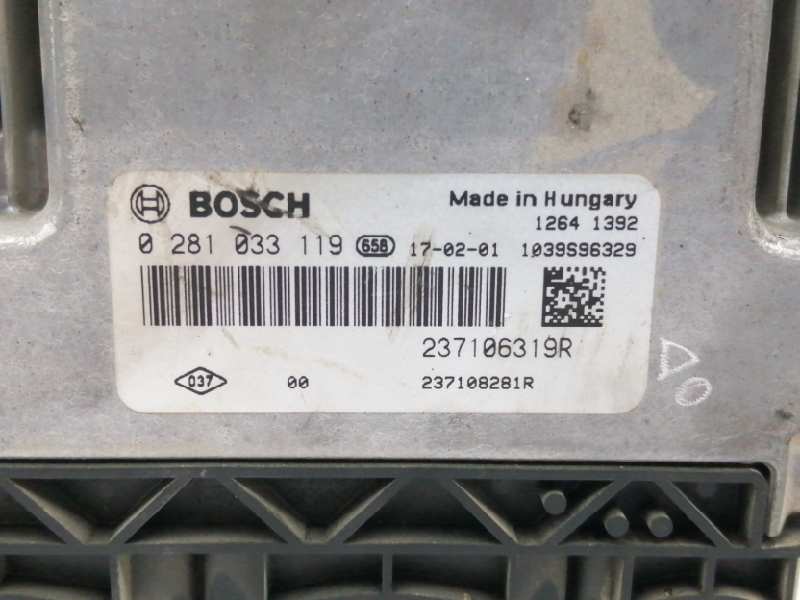 BOSCH
Made in Hungary
1264 1392
0 281 033 119 658 17-02-01 1039S96329
237106319R
037 00 237108281R